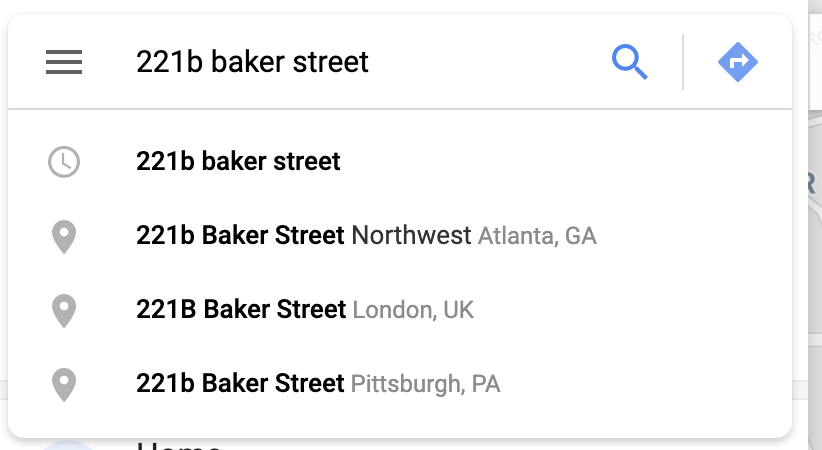 221b baker street
221b baker street
221b Baker Street Northwest Atlanta, GA
221B Baker Street London, UK
221b Baker Street Pittsburgh, PA